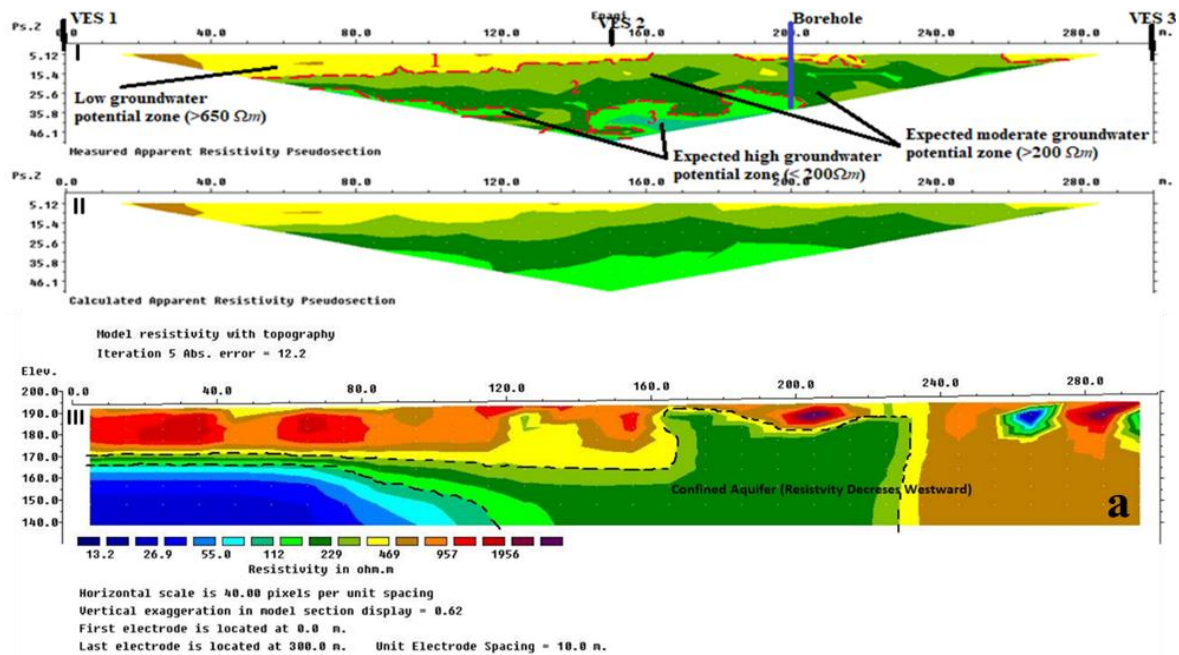 VES 1
Epani
VES 2
Borehole
VES 3
Ps.Z
0.0 40.0 80.0 120.0 160.0 200.0 240.0 280.0 m.
5.12
15.4
25.6
35.8
46.1
I
1
2
3
Low groundwater
potential zone (>650 Ωm)
Expected high groundwater
potential zone (≤ 200Ωm)
Expected moderate groundwater
potential zone (>200 Ωm)
Measured Apparent Resistivity Pseudosection
Ps.Z
0.0 40.0 80.0 120.0 160.0 200.0 240.0 280.0 m.
II
5.12
15.4
25.6
35.8
46.1
Calculated Apparent Resistivity Pseudosection
Model resistivity with topography
Iteration 5 Abs. error = 12.2
Elev.
0.0 40.0 80.0 120.0 160.0 200.0 240.0 280.0
200.0
190.0
180.0
170.0
160.0
150.0
140.0
III
Confined Aquifer (Resistvity Decreses Westward)
a
13.2 26.9 55.0 112 229 469 957 1956
Resistivity in ohm.m
Horizontal scale is 40.00 pixels per unit spacing
Vertical exaggeration in model section display = 0.62
First electrode is located at 0.0 m.
Last electrode is located at 300.0 m. Unit Electrode Spacing = 10.0 m.